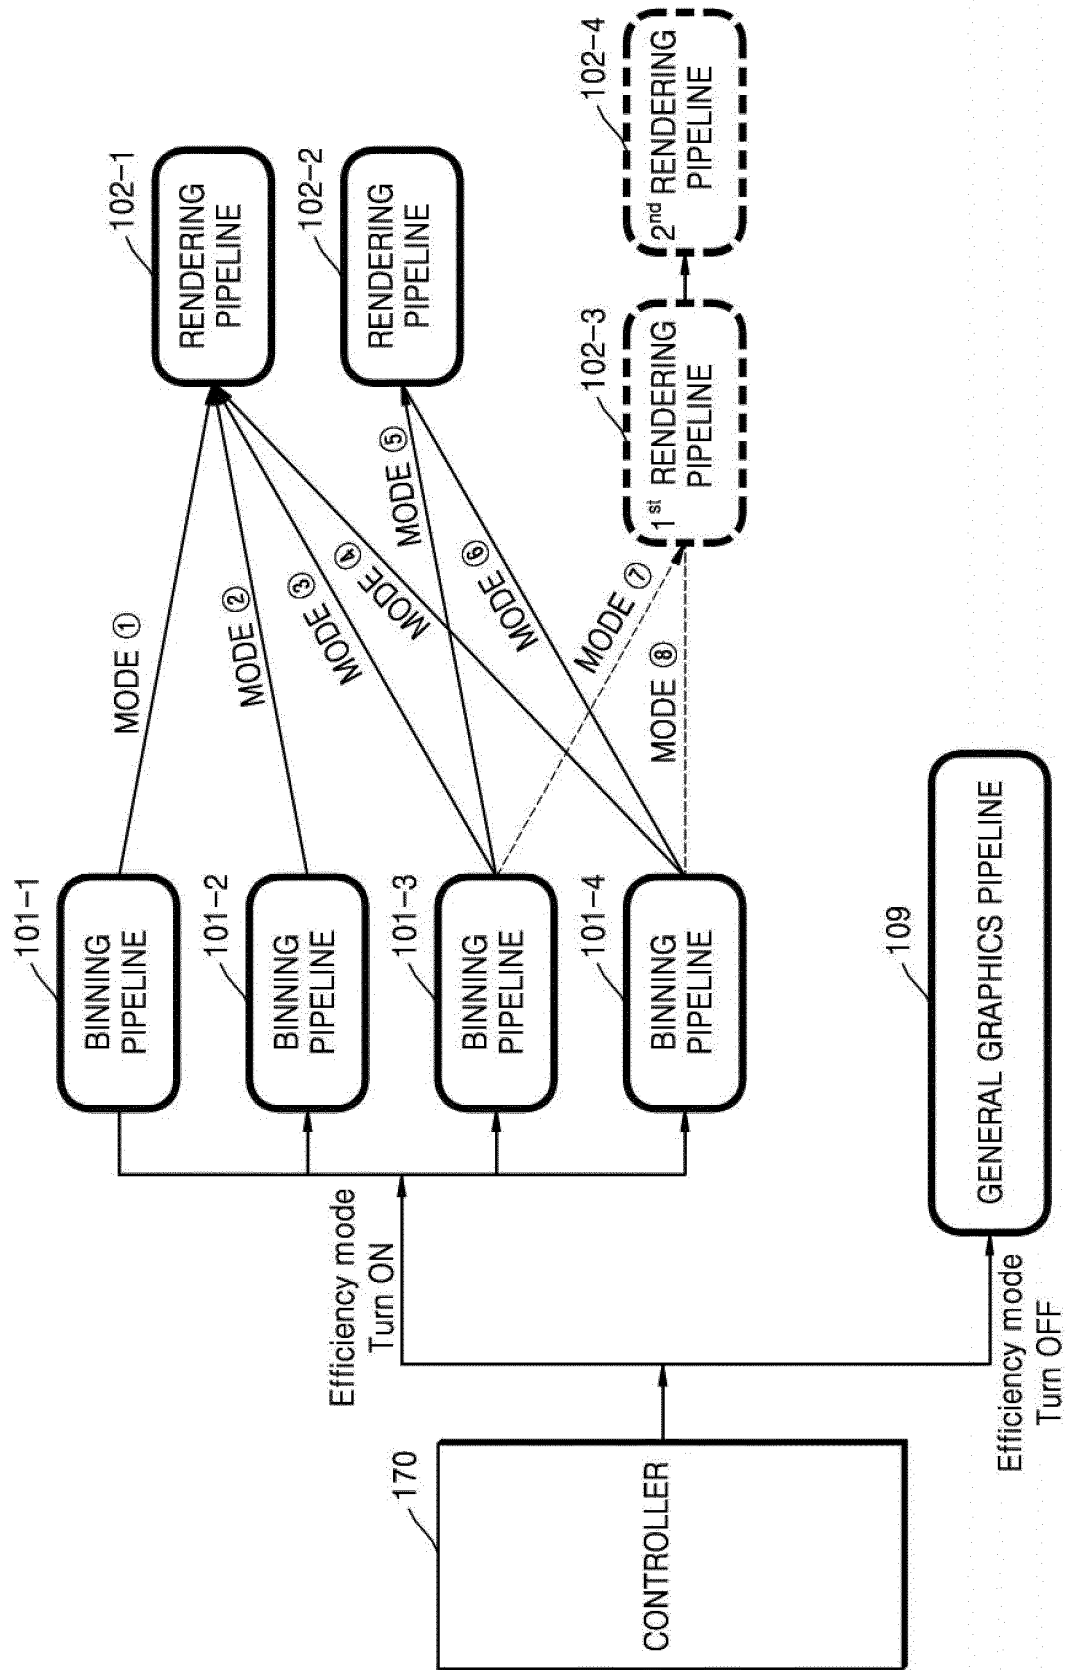 170
CONTROLLER
Efficiency mode
Turn ON
Efficiency mode
Turn OFF
101-1
BINNING
PIPELINE
101-2
BINNING
PIPELINE
101-3
BINNING
PIPELINE
101-4
BINNING
PIPELINE
109
GENERAL GRAPHICS PIPELINE
MODE ①
MODE ②
MODE ③
MODE ④
MODE ⑤
MODE ⑥
MODE ⑦
MODE ⑧
102-1
RENDERING
PIPELINE
102-2
RENDERING
PIPELINE
102-3
1st RENDERING
PIPELINE
102-4
2nd RENDERING
PIPELINE